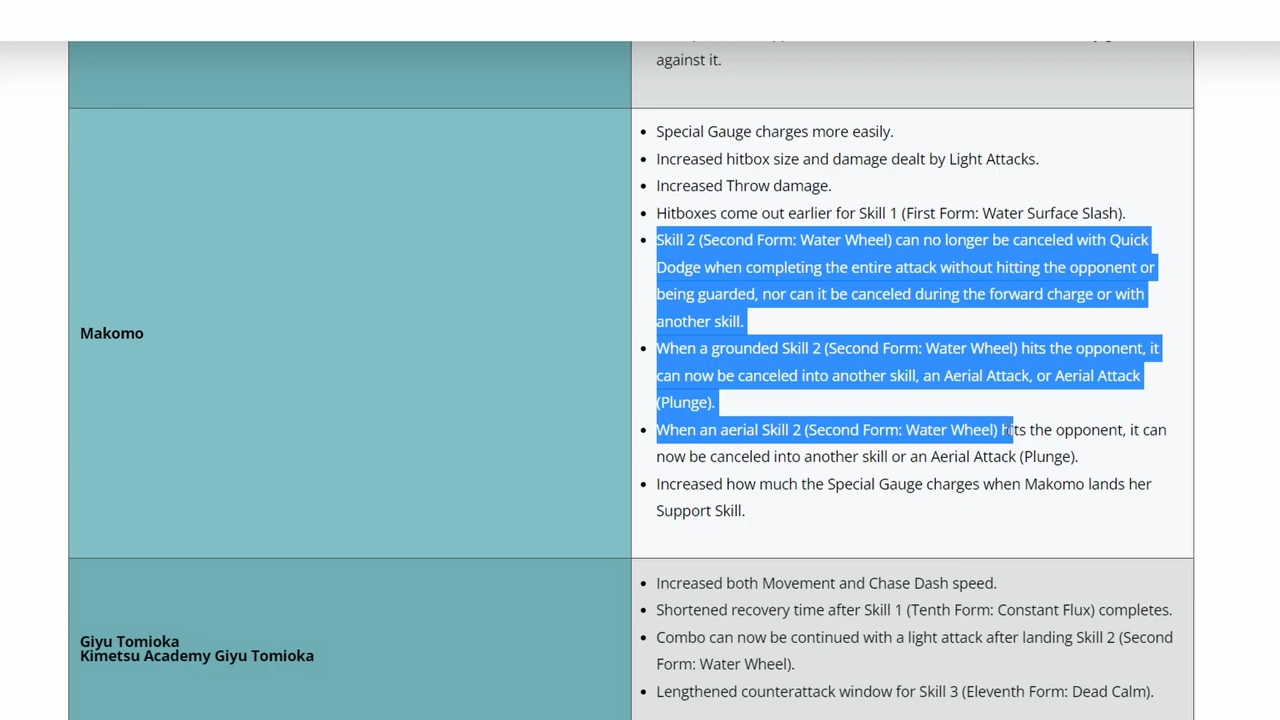 against it.
• Special Gauge charges more easily.
• Increased hitbox size and damage dealt by Light Attacks.
• Increased Throw damage.
• Hitboxes come out earlier for Skill 1 (First Form: Water Surface Slash).
• Skill 2 (Second Form: Water Wheel) can no longer be canceled with Quick
Dodge when completing the entire attack without hitting the opponent or
being guarded, nor can it be canceled during the forward charge or with
another skill.
Makomo
• When a grounded Skill 2 (Second Form: Water Wheel) hits the opponent, it
can now be canceled into another skill, an Aerial Attack, or Aerial Attack
(Plunge).
• When an aerial Skill 2 (Second Form: Water Wheel) hits the opponent, it can
now be canceled into another skill or an Aerial Attack (Plunge).
• Increased how much the Special Gauge charges when Makomo lands her
Support Skill.
Giyu Tomioka
Kimetsu Academy Giyu Tomioka
• Increased both Movement and Chase Dash speed.
• Shortened recovery time after Skill 1 (Tenth Form: Constant Flux) completes.
• Combo can now be continued with a light attack after landing Skill 2 (Second
Form: Water Wheel).
• Lengthened counterattack window for Skill 3 (Eleventh Form: Dead Calm).